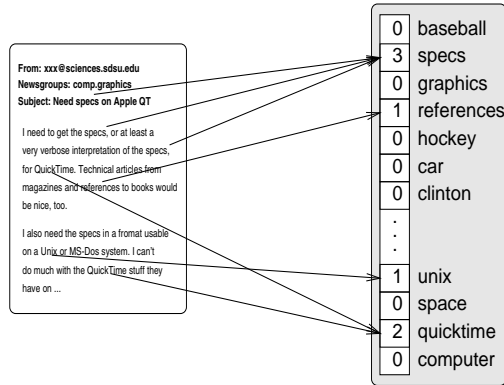 From: xxx@sciences.sdsu.edu
Newsgroups: comp.graphics
Subject: Need specs on Apple QT
I need to get the specs, or at least a
very verbose interpretation of the specs,
for QuickTime. Technical articles from
magazines and references to books would
be nice, too.
I also need the specs in a fromat usable
on a Unix or MS-Dos system. I can't
do much with the QuickTime stuff they
have on ...
0 baseball
3 specs
0 graphics
1 references
0 hockey
0 car
0 clinton
.
.
.
1 unix
0 space
2 quicktime
0 computer